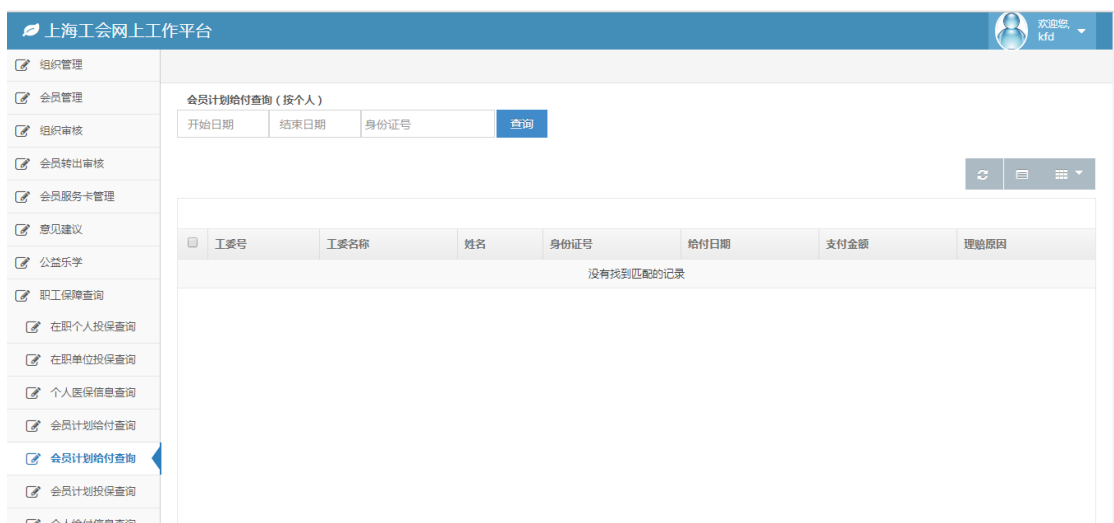 上海工会网上工作平台
欢迎您,
kfd
组织管理
会员管理
组织审核
会员转出审核
会员服务卡管理
意见建议
公益乐学
职工保障查询
在职个人投保查询
在职单位投保查询
个人医保信息查询
会员计划给付查询
会员计划给付查询
会员计划投保查询
个人给付信息查询
会员计划给付查询（按个人）
开始日期 结束日期 身份证号 查询
工委号 工委名称 姓名 身份证号 给付日期 支付金额 理赔原因
没有找到匹配的记录